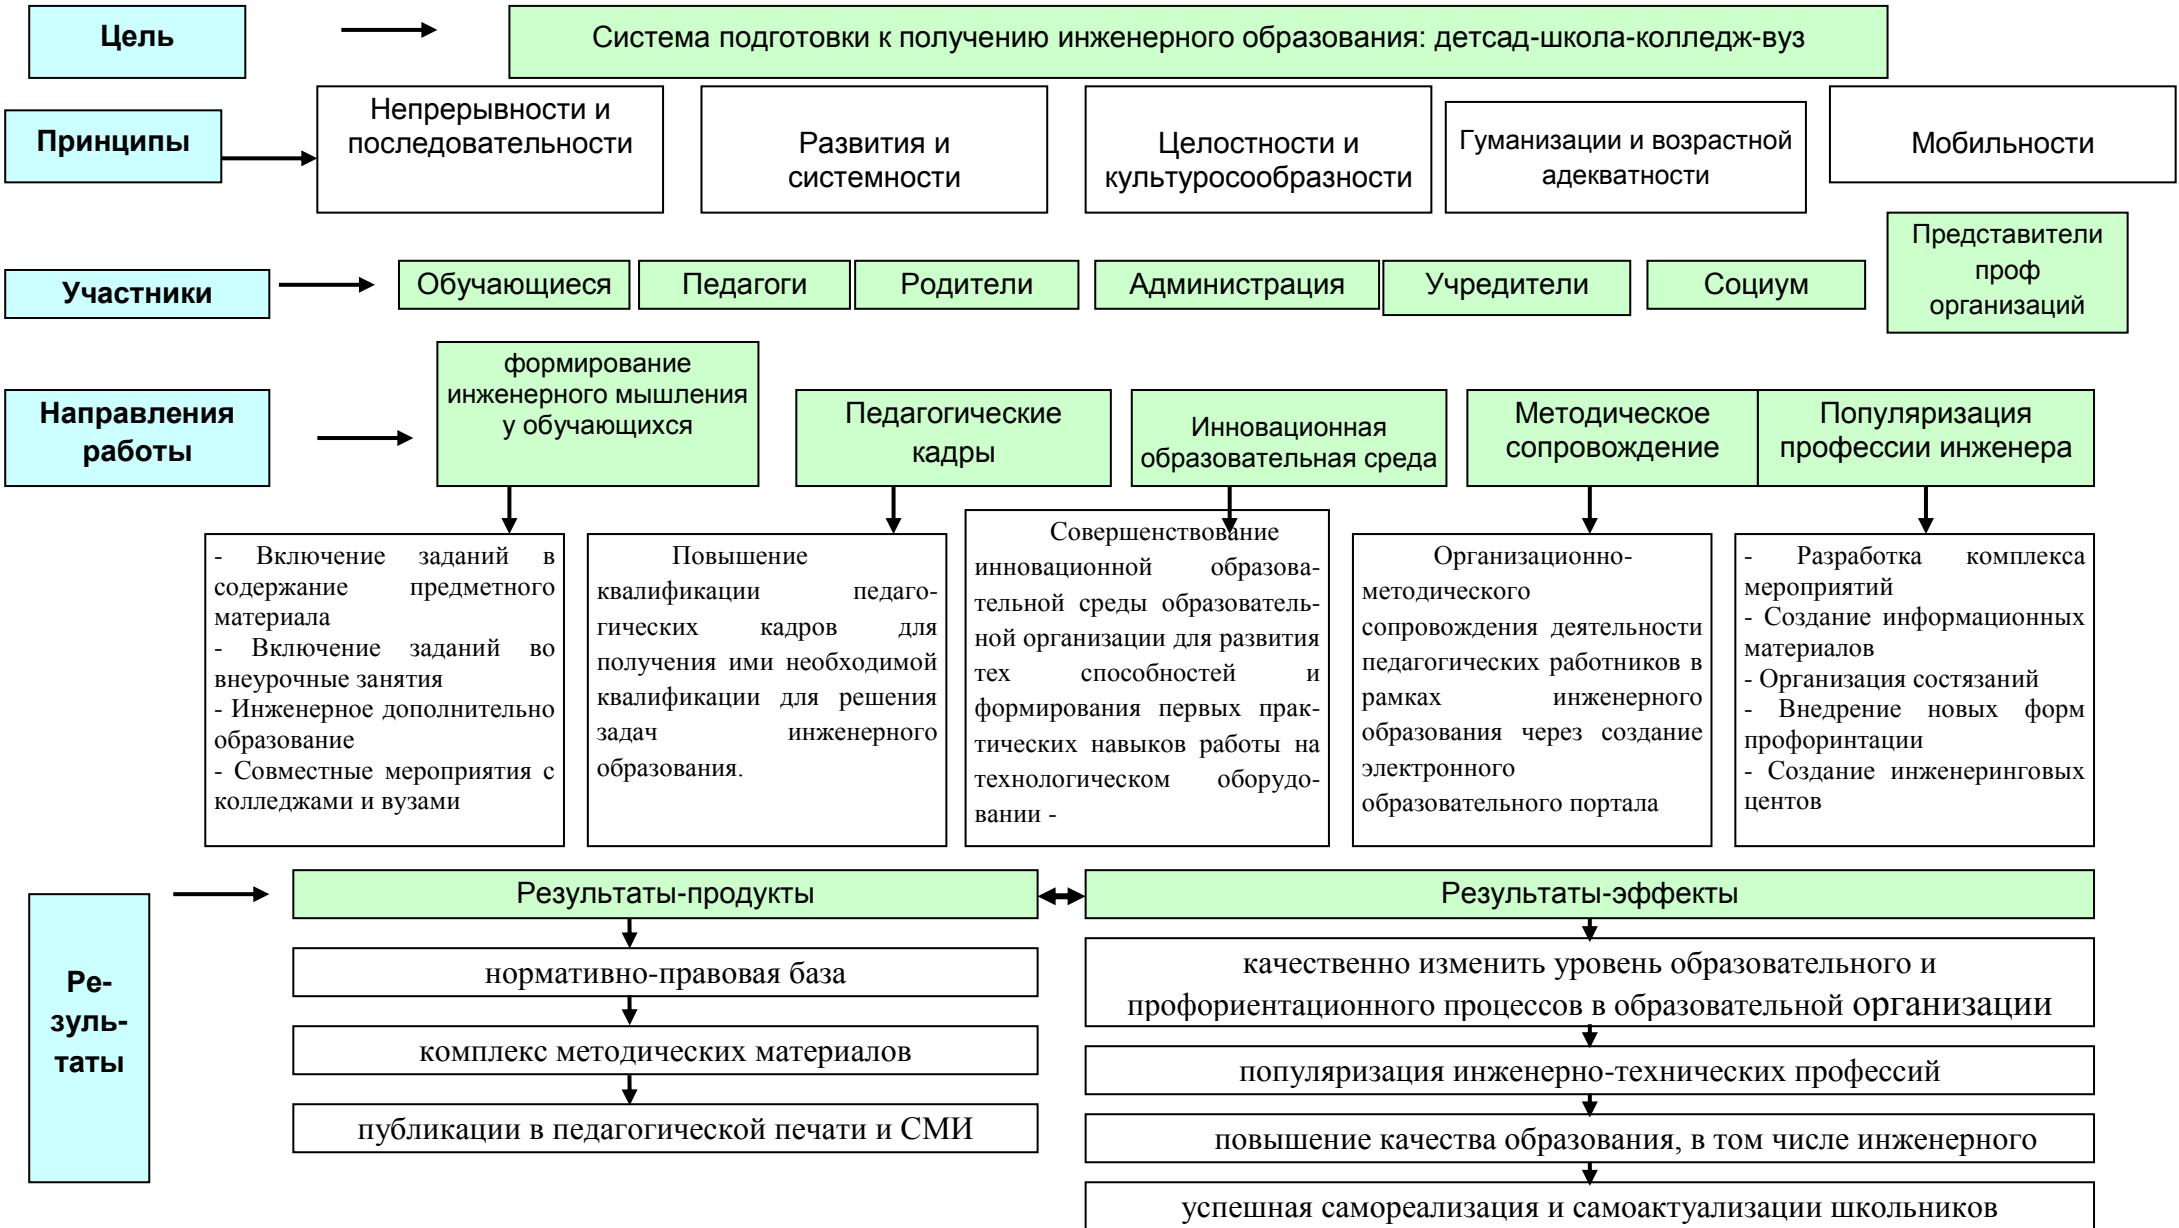 Цель
Система подготовки к получению инженерного образования: детсад-школа-колледж-вуз
Принципы
Непрерывности и
последовательности
Развития и
системности
Целостности и
культуросообразности
Гуманизации и возрастной
адекватности
Мобильности
Участники
Обучающиеся
Педагоги
Родители
Администрация
Учредители
Социум
Представители
проф
организаций
Направления
работы
формирование
инженерного мышления
у обучающихся
Педагогические
кадры
Инновационная
образовательная среда
Методическое
сопровождение
Популяризация
профессии инженера
- Включение заданий в
содержание предметного
материала
- Включение заданий во
внеурочные занятия
- Инженерное дополнительно
образование
- Совместные мероприятия с
колледжами и вузами
Повышение
квалификации педаго-
гических кадров для
получения ими необходимой
квалификации для решения
задач инженерного
образования.
Совершенствование
инновационной образова-
тельной среды образователь-
ной организации для развития
тех способностей и
формирования первых прак-
тических навыков работы на
технологическом оборудо-
вании -
Организационно-
методического
сопровождения деятельности
педагогических работников в
рамках инженерного
образования через создание
электронного
образовательного портала
- Разработка комплекса
мероприятий
- Создание информационных
материалов
- Организация состязаний
- Внедрение новых форм
профоринтации
- Создание инженеринговых
центов
Ре-
зуль-
таты
Результаты-продукты
нормативно-правовая база
комплекс методических материалов
публикации в педагогической печати и СМИ
Результаты-эффекты
качественно изменить уровень образовательного и
профориентационного процессов в образовательной организации
популяризация инженерно-технических профессий
повышение качества образования, в том числе инженерного
успешная самореализация и самоактуализации школьников